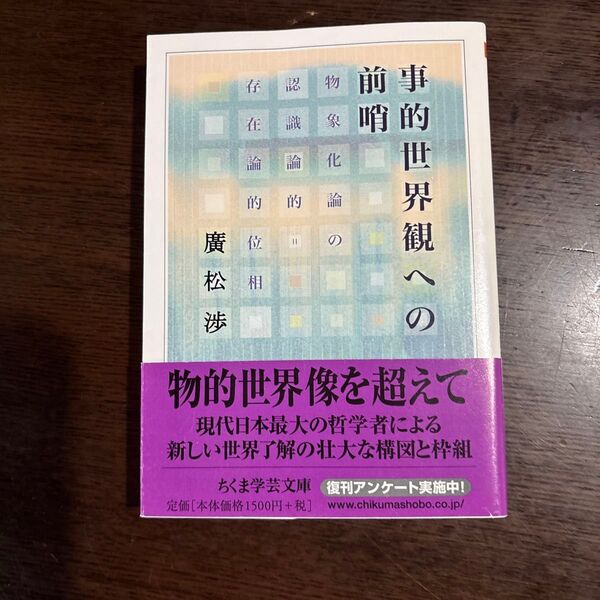 事的世界観への
前哨
物象化論の
認識論的=
存在論的位相
廣松渉
物的世界像を超えて
現代日本最大の哲学者による
新しい世界了解の壮大な構図と枠組
ちくま学芸文庫
定価[本体価格1500円+税]
復刊アンケート実施中!
www.chikumashobo.co.jp/